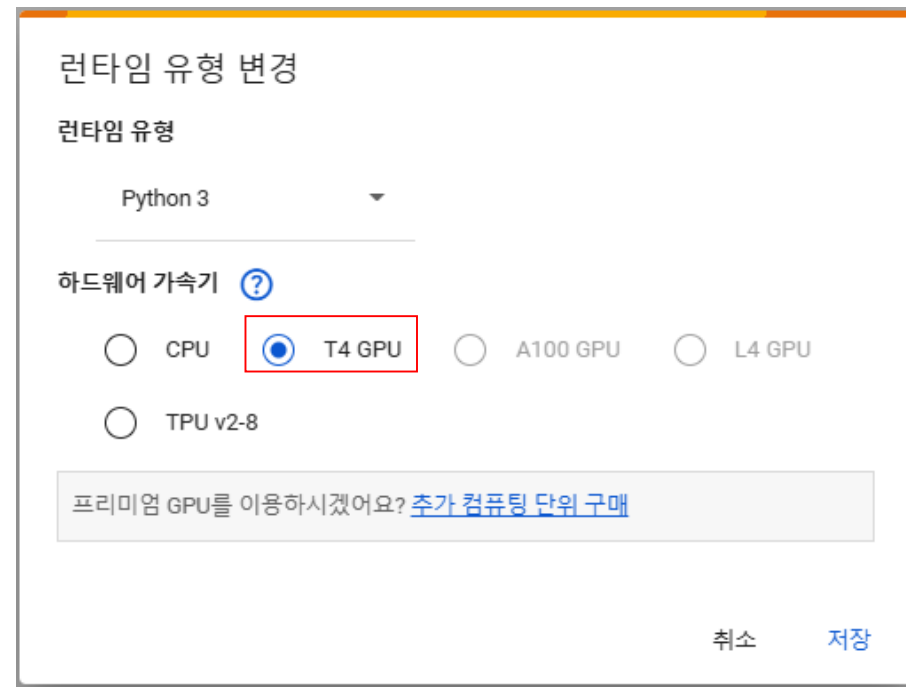 런타임 유형 변경
런타임 유형
Python 3
하드웨어 가속기 ?
CPU T4 GPU A100 GPU L4 GPU
TPU v2-8
프리미엄 GPU를 이용하시겠어요? 추가 컴퓨팅 단위 구매
취소 저장